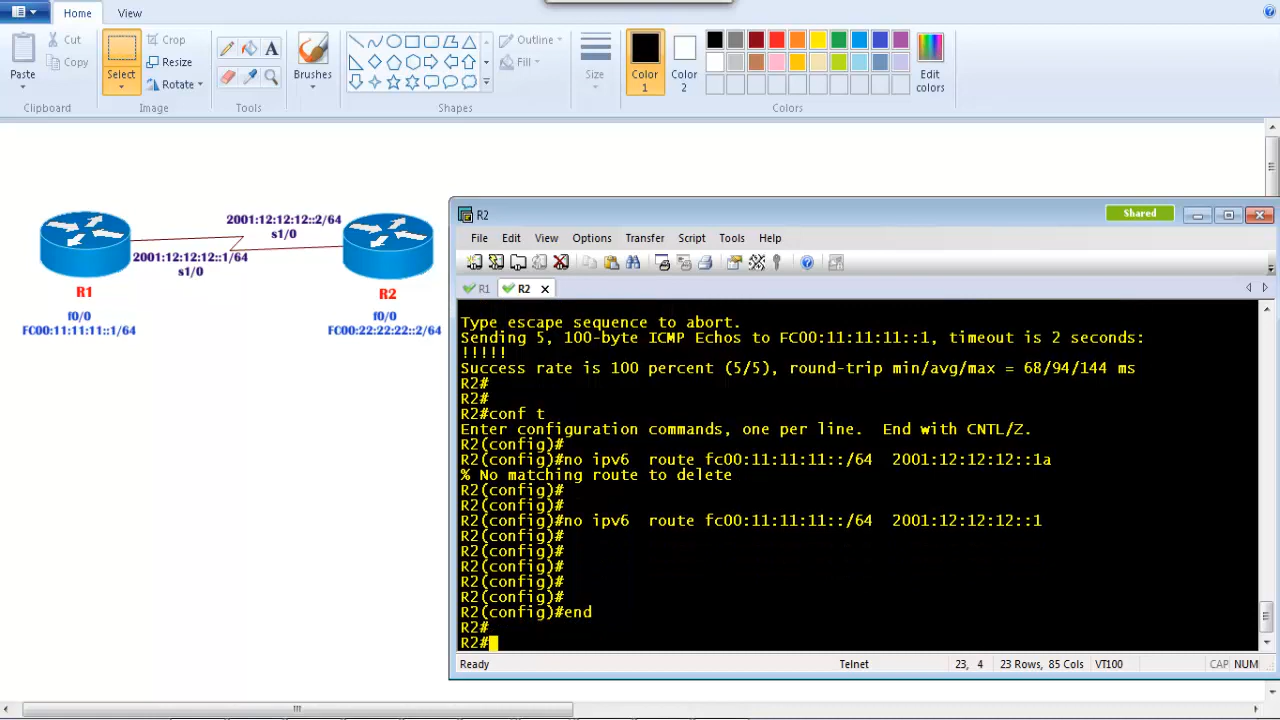 Home
View
Paste
Cut
Copy
Clipboard
Select
Crop
Resize
Rotate
Image
A
Tools
Brushes
Shapes
Outline
Fill
Size
Color
1
Color
2
Edit
colors
Colors
2001:12:12:12::2/64
s1/0
2001:12:12:12::1/64
s1/0
R1
R2
f0/0
FC00:11:11:11::1/64
f0/0
FC00:22:22:22::2/64
R2
Shared
File Edit View Options Transfer Script Tools Help
R1 R2
Type escape sequence to abort.
Sending 5, 100-byte ICMP Echos to FC00:11:11:11::1, timeout is 2 seconds:
!!!!!
Success rate is 100 percent (5/5), round-trip min/avg/max = 68/94/144 ms
R2#
R2#
R2#conf t
Enter configuration commands, one per line.  End with CNTL/Z.
R2(config)#
R2(config)#no ipv6  route fc00:11:11:11::/64  2001:12:12:12::1a
% No matching route to delete
R2(config)#
R2(config)#
R2(config)#no ipv6  route fc00:11:11:11::/64  2001:12:12:12::1
R2(config)#
R2(config)#
R2(config)#
R2(config)#
R2(config)#
R2(config)#end
R2#
R2#
Ready Telnet 23, 4 23 Rows, 85 Cols VT100 CAP NUM